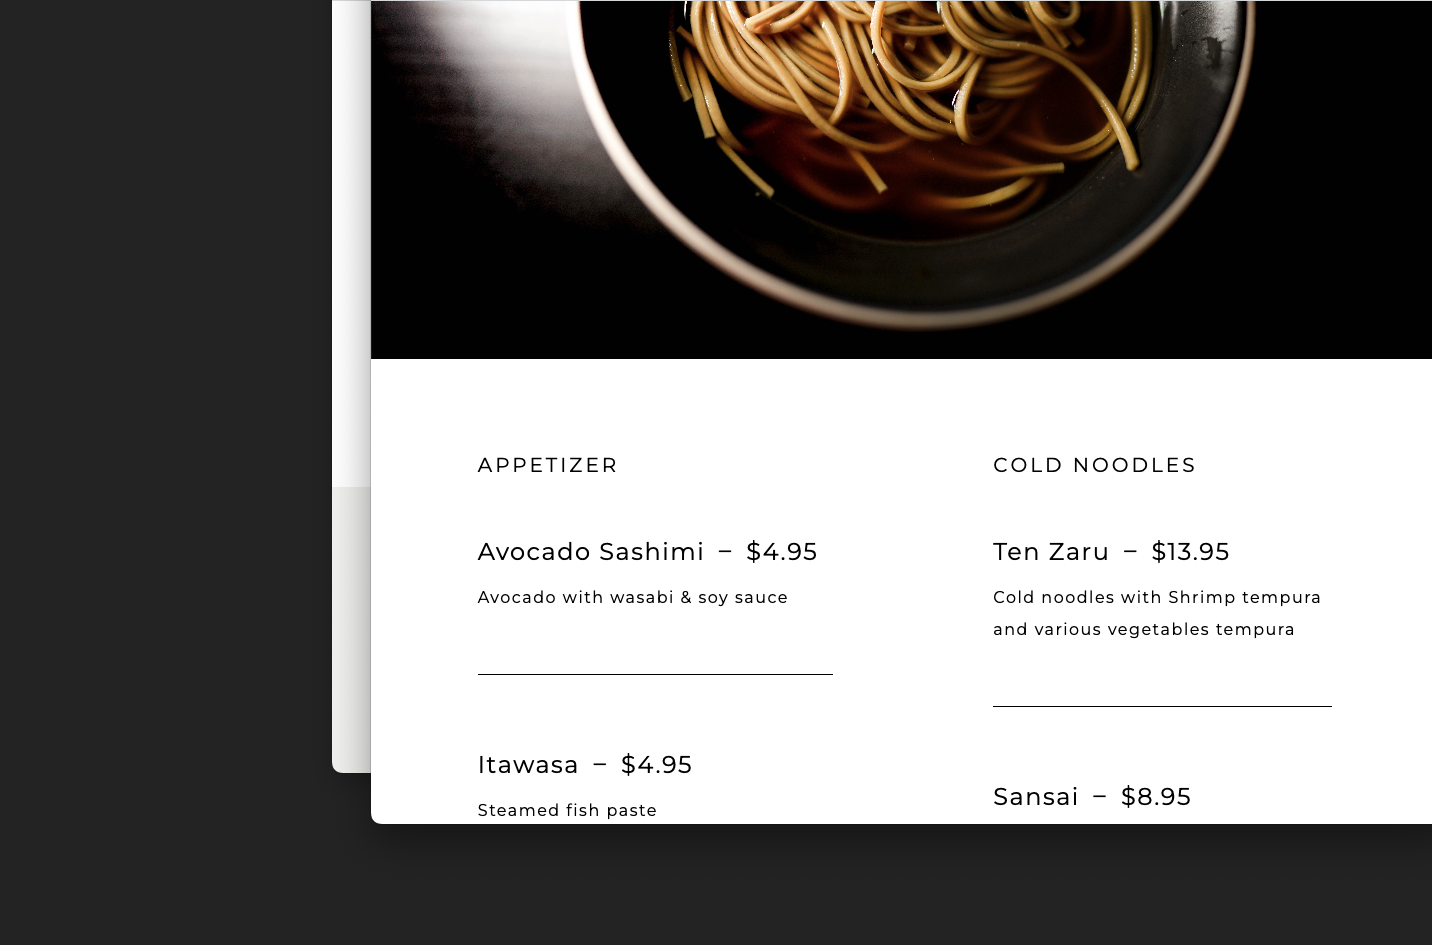 APPETIZER
Avocado Sashimi – $4.95
Avocado with wasabi & soy sauce
Itawasa – $4.95
Steamed fish paste
COLD NOODLES
Ten Zaru – $13.95
Cold noodles with Shrimp tempura
and various vegetables tempura
Sansai – $8.95